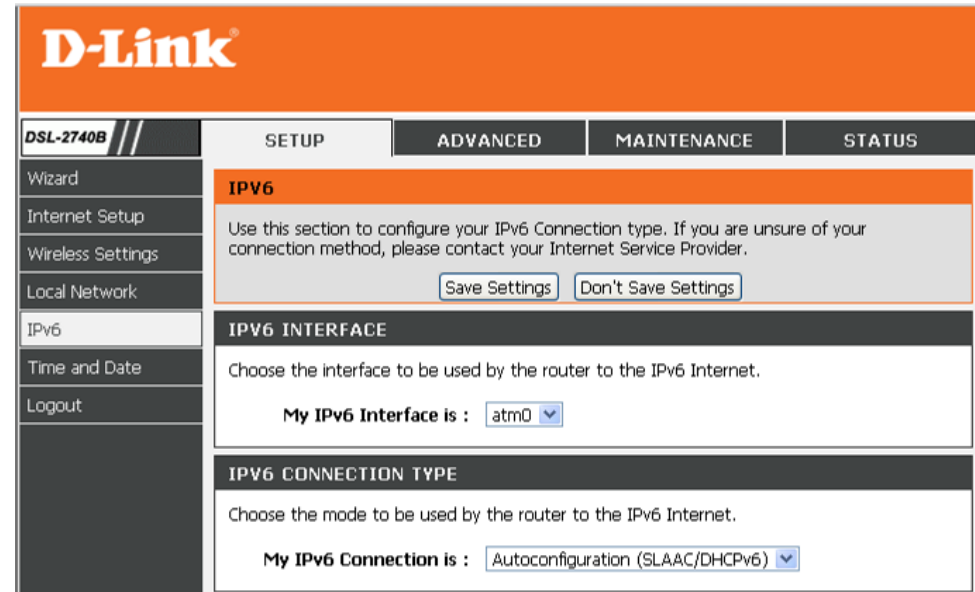 D-Link®
DSL-2740B
SETUP
ADVANCED
MAINTENANCE
STATUS
Wizard
Internet Setup
Wireless Settings
Local Network
IPv6
Time and Date
Logout
IPV6
Use this section to configure your IPv6 Connection type. If you are unsure of your
connection method, please contact your Internet Service Provider.
Save Settings
Don't Save Settings
IPV6 INTERFACE
Choose the interface to be used by the router to the IPv6 Internet.
My IPv6 Interface is : atm0
IPV6 CONNECTION TYPE
Choose the mode to be used by the router to the IPv6 Internet.
My IPv6 Connection is : Autoconfiguration (SLAAC/DHCPv6)